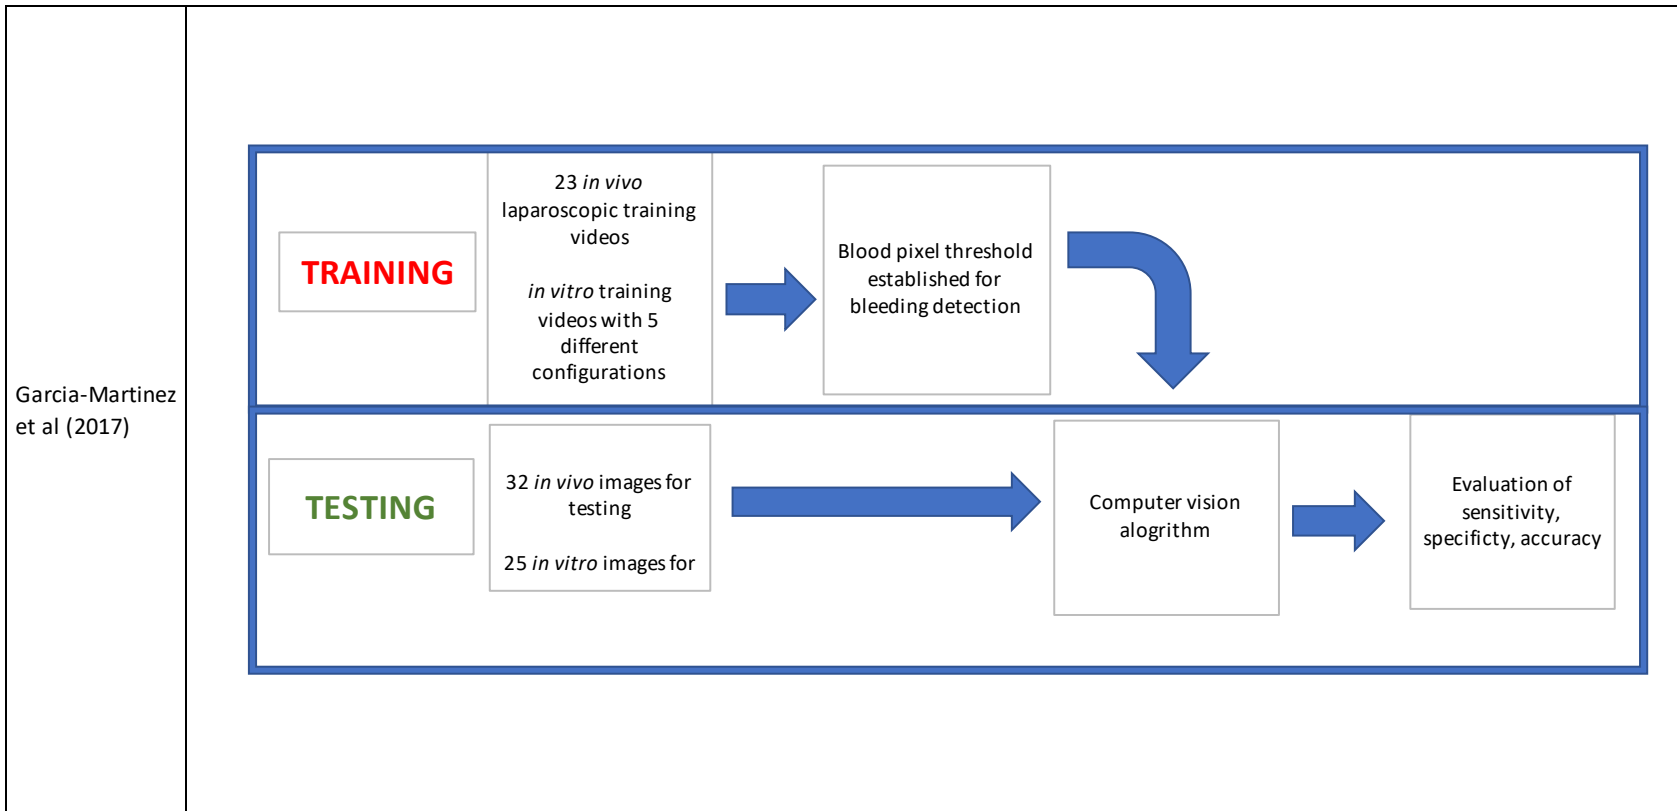 Garcia-Martinez
et al (2017)
TRAINING
23 in vivo
laparoscopic training
videos
in vitro training
videos with 5
different
configurations
Blood pixel threshold
established for
bleeding detection
TESTING
32 in vivo images for
testing
25 in vitro images for
Computer vision
alogrithm
Evaluation of
sensitivity,
specificty, accuracy